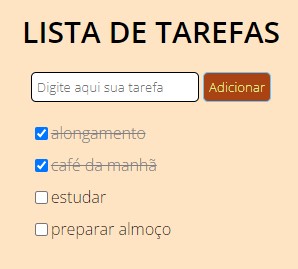 LISTA DE TAREFAS
Digite aqui sua tarefa Adicionar
alongamento
café da manhã
estudar
preparar almoço